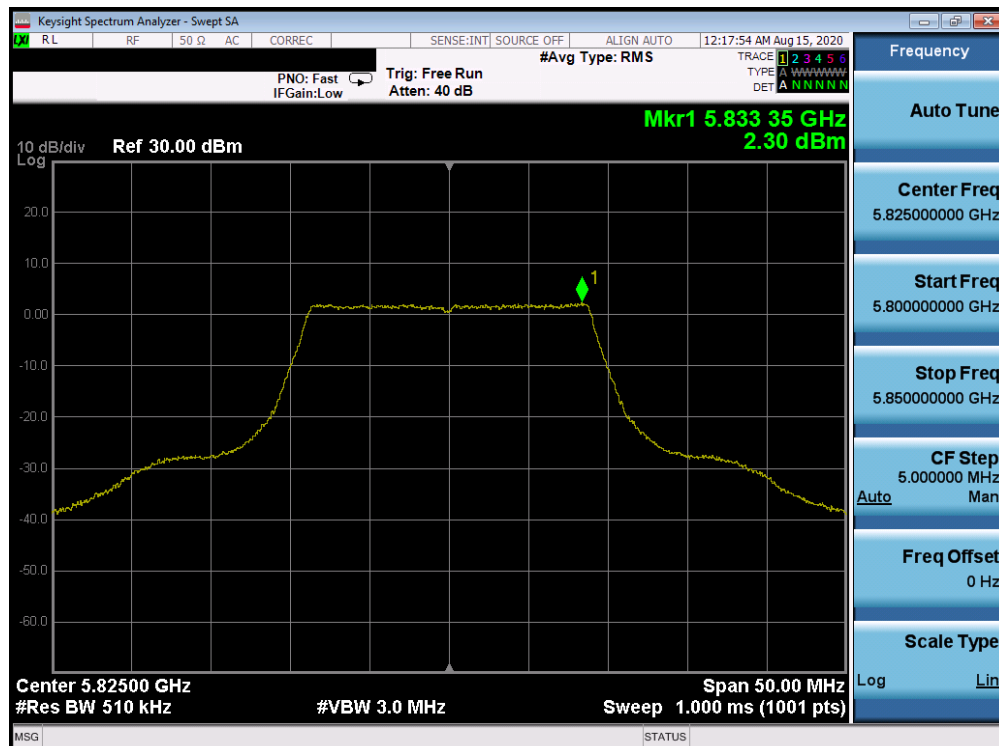 Keysight Spectrum Analyzer - Swept SA
LXI RL RF 50 Ω AC CORREC SENSE:INT SOURCE OFF ALIGN AUTO 12:17:54 AM Aug 15, 2020
#Avg Type: RMS TRACE 1 2 3 4 5 6
PNO: Fast Trig: Free Run TYPE A WWWWW
IFGain:Low Atten: 40 dB DET A N N N N N
Mkr1 5.833 35 GHz
10 dB/div Ref 30.00 dBm 2.30 dBm
Log
20.0
10.0
1
0.00
-10.0
-20.0
-30.0
-40.0
-50.0
-60.0
Center 5.82500 GHz Span 50.00 MHz
#Res BW 510 kHz #VBW 3.0 MHz Sweep 1.000 ms (1001 pts)
MSG STATUS
Frequency
Auto Tune
Center Freq
5.825000000 GHz
Start Freq
5.800000000 GHz
Stop Freq
5.850000000 GHz
CF Step
5.000000 MHz
Auto Man
Freq Offset
0 Hz
Scale Type
Log Lin